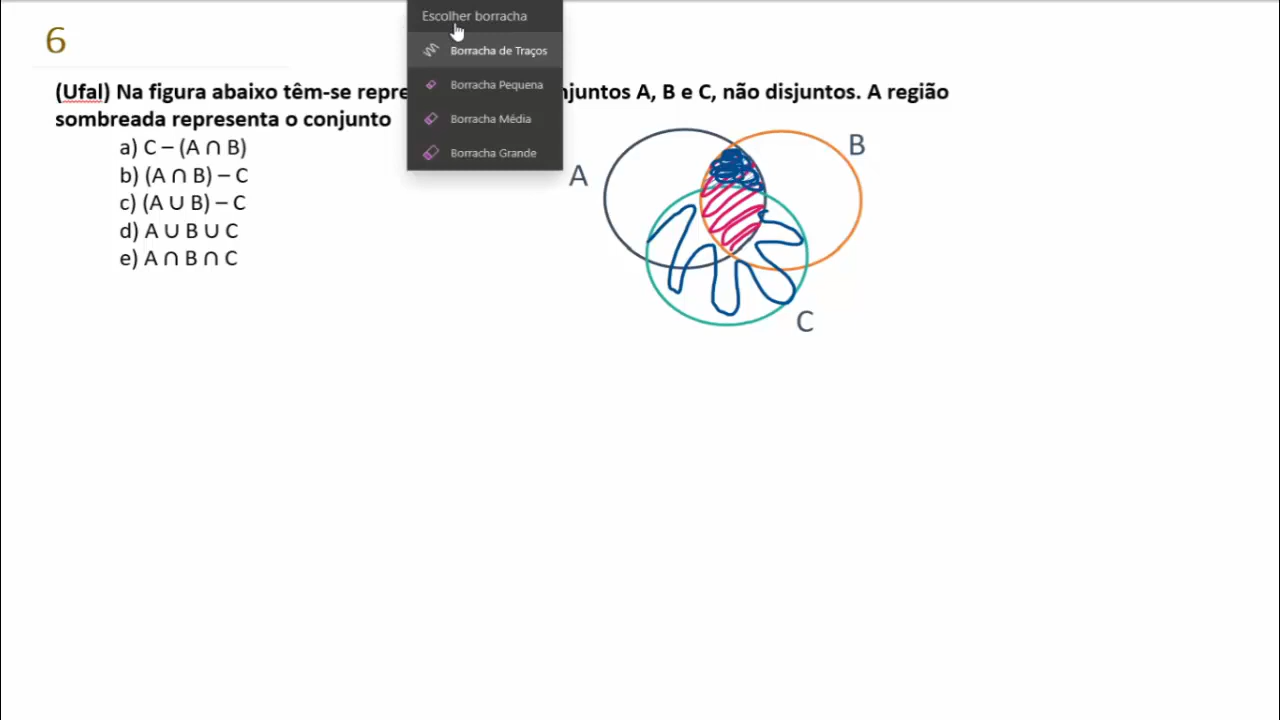 Escolher borracha
6
Borracha de Traços
Borracha Pequena
Borracha Média
Borracha Grande
(Ufal) Na figura abaixo têm-se repre njuntos A, B e C, não disjuntos. A região
sombreada representa o conjunto
a) C – (A ∩ B)
b) (A ∩ B) – C
c) (A ∪ B) – C
d) A ∪ B ∪ C
e) A ∩ B ∩ C
A
B
C